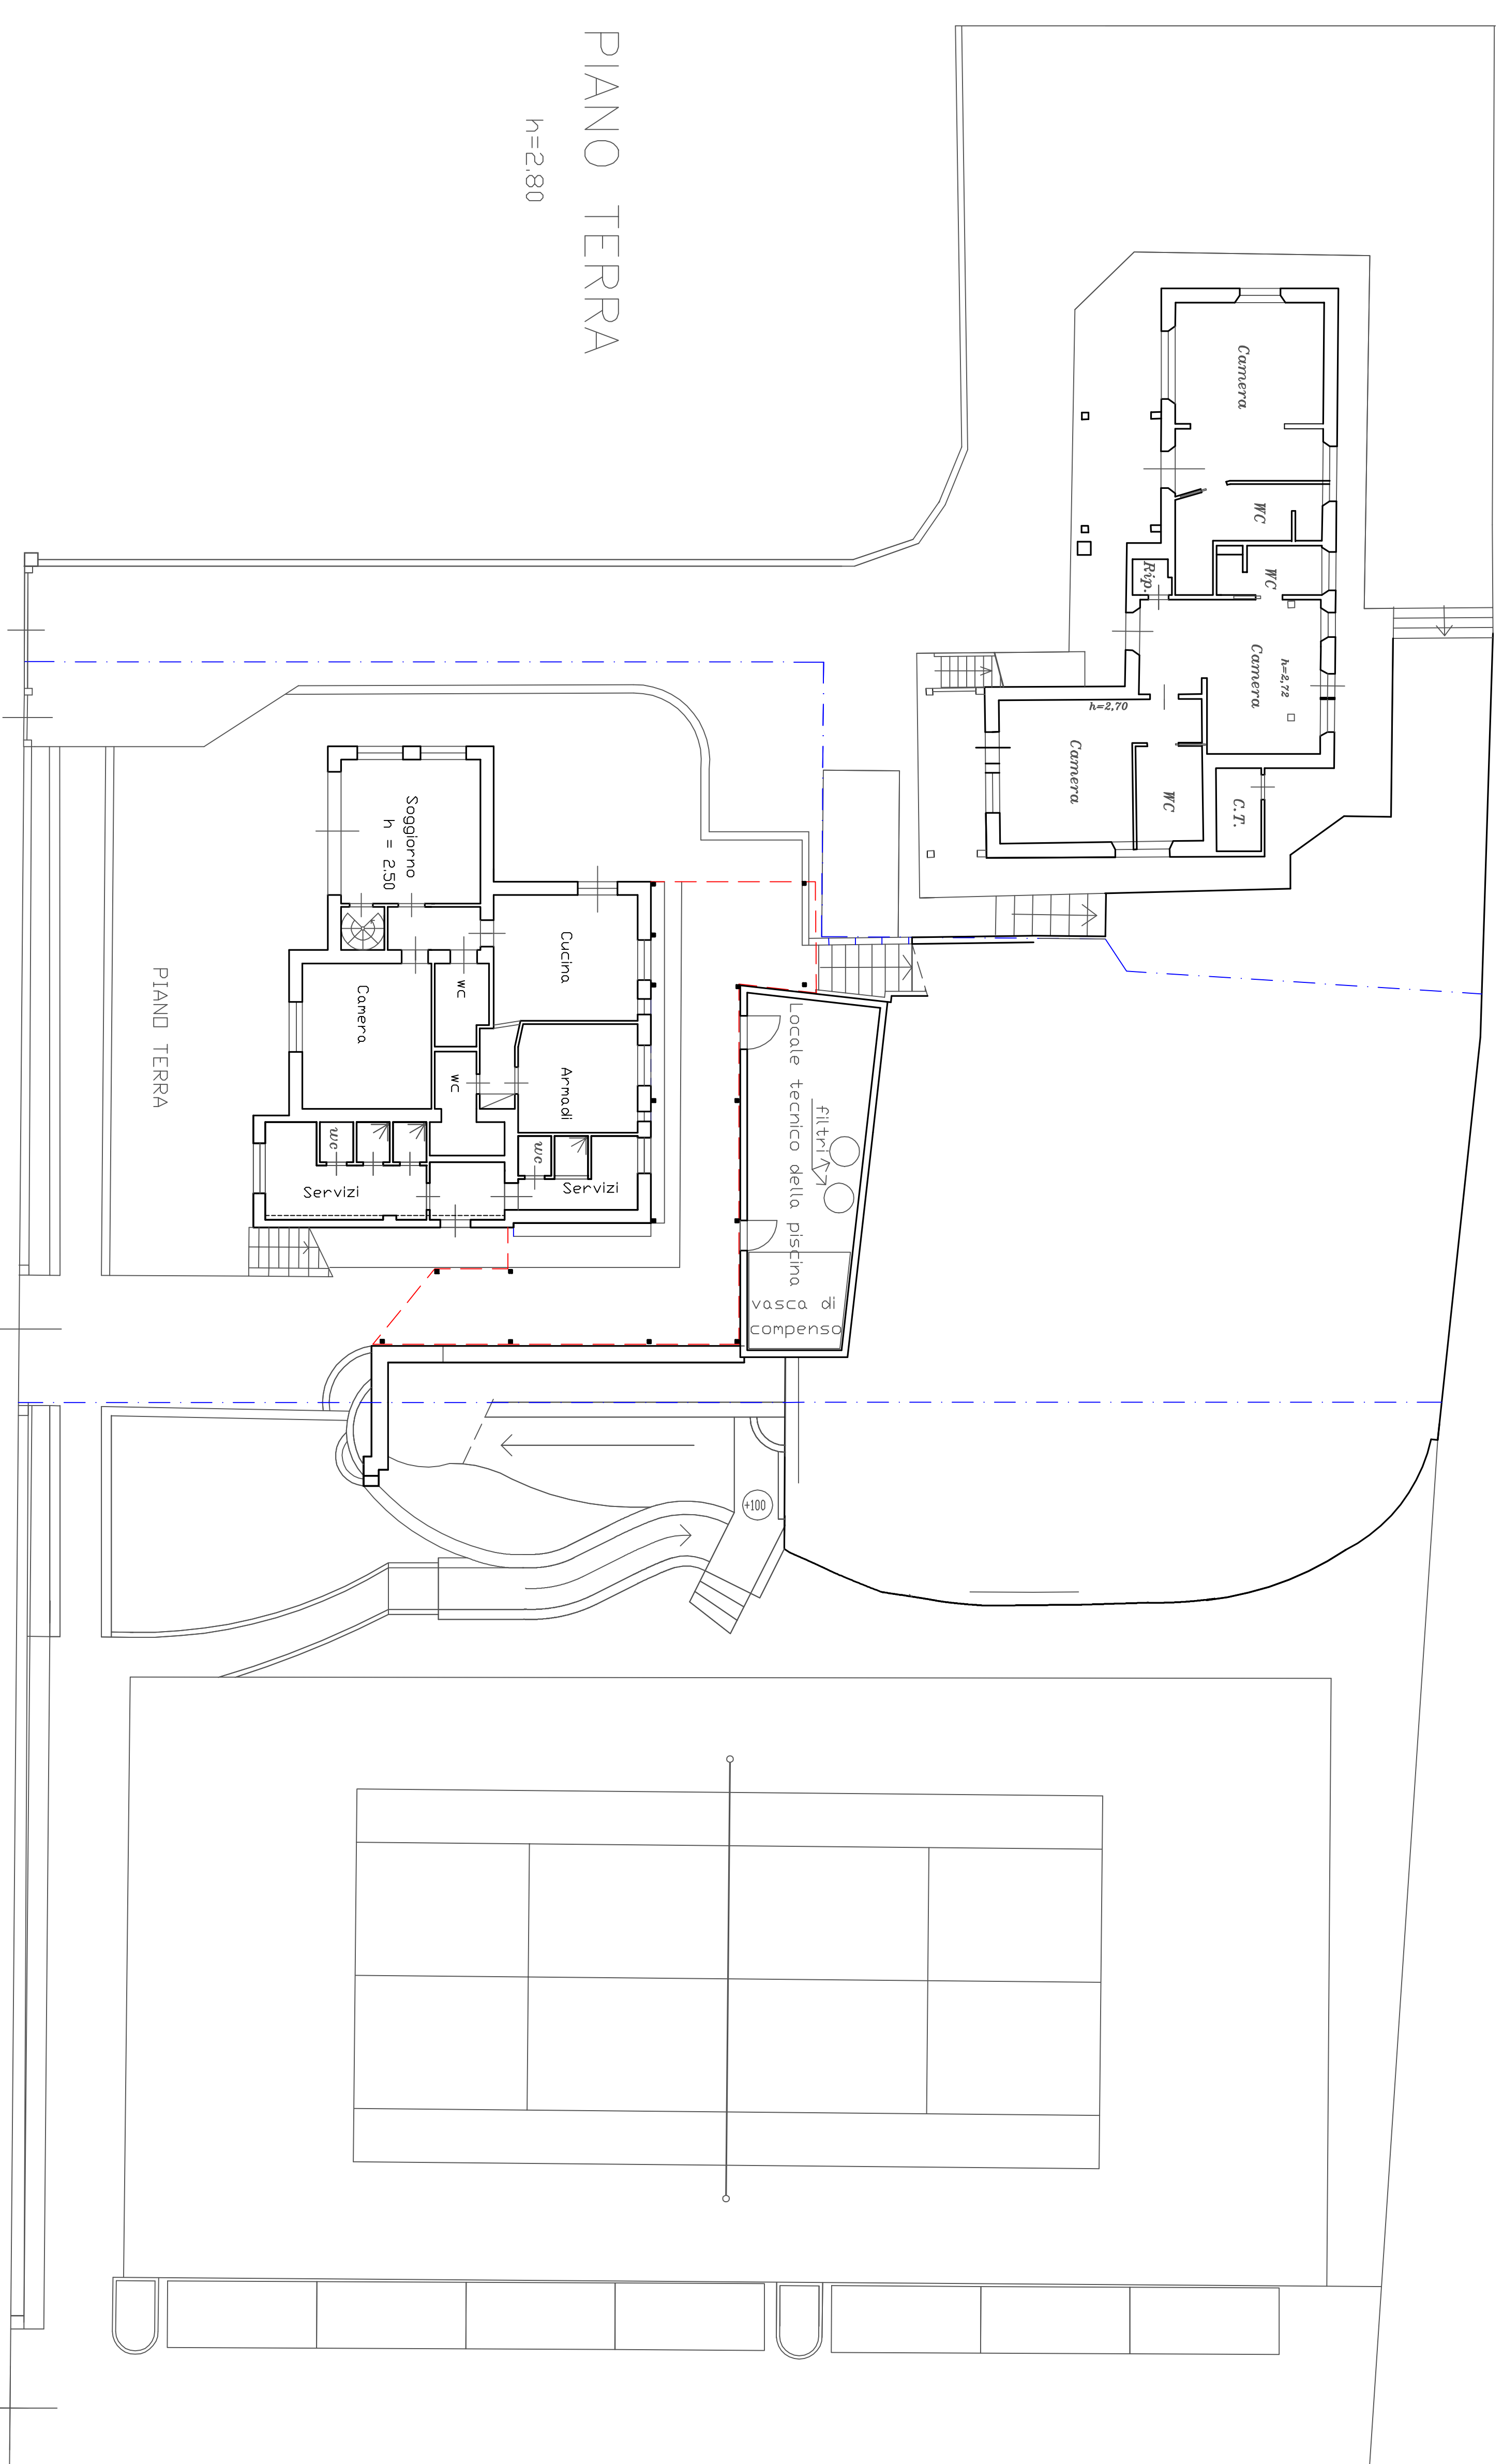 PIANO TERRA
h=2.80
Camera
WC
WC
Rip.
Camera
h=2,72
h=2,70
Camera
WC
C.T.
Soggiorno
h = 2.50
Cucina
wc
Camera
wc
Armadi
wc
wc
Servizi
Servizi
PIANO TERRA
Locale tecnico della piscina
filtri
vasca di
compenso
+100